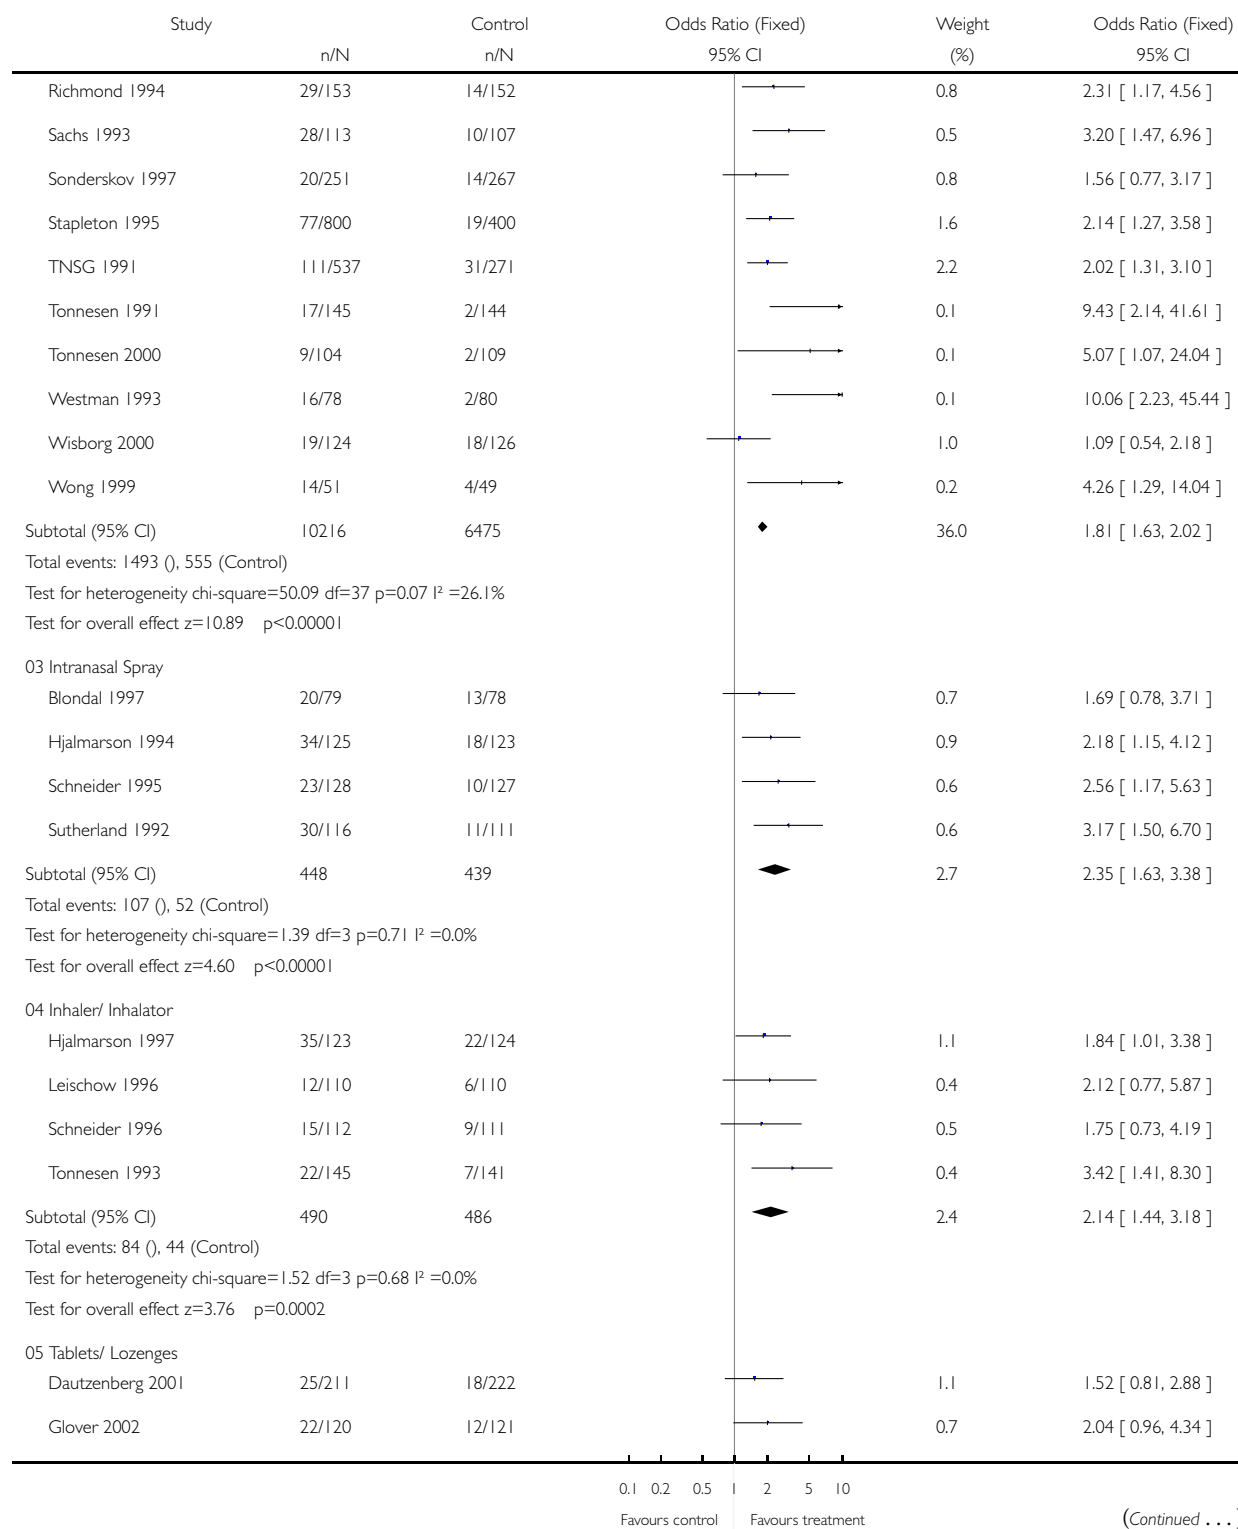 Study Control Odds Ratio (Fixed) Weight Odds Ratio (Fixed)
n/N n/N 95% CI (%) 95% CI
Richmond 1994 29/153 14/152 0.8 2.31 [ 1.17, 4.56 ]
Sachs 1993 28/113 10/107 0.5 3.20 [ 1.47, 6.96 ]
Sonderskov 1997 20/251 14/267 0.8 1.56 [ 0.77, 3.17 ]
Stapleton 1995 77/800 19/400 1.6 2.14 [ 1.27, 3.58 ]
TNSG 1991 111/537 31/271 2.2 2.02 [ 1.31, 3.10 ]
Tonnesen 1991 17/145 2/144 0.1 9.43 [ 2.14, 41.61 ]
Tonnesen 2000 9/104 2/109 0.1 5.07 [ 1.07, 24.04 ]
Westman 1993 16/78 2/80 0.1 10.06 [ 2.23, 45.44 ]
Wisborg 2000 19/124 18/126 1.0 1.09 [ 0.54, 2.18 ]
Wong 1999 14/51 4/49 0.2 4.26 [ 1.29, 14.04 ]
Subtotal (95% CI) 10216 6475 36.0 1.81 [ 1.63, 2.02 ]
Total events: 1493 (), 555 (Control)
Test for heterogeneity chi-square=50.09 df=37 p=0.07 I² =26.1%
Test for overall effect z=10.89 p<0.00001
03 Intranasal Spray
Blondal 1997 20/79 13/78 0.7 1.69 [ 0.78, 3.71 ]
Hjalmarson 1994 34/125 18/123 0.9 2.18 [ 1.15, 4.12 ]
Schneider 1995 23/128 10/127 0.6 2.56 [ 1.17, 5.63 ]
Sutherland 1992 30/116 11/111 0.6 3.17 [ 1.50, 6.70 ]
Subtotal (95% CI) 448 439 2.7 2.35 [ 1.63, 3.38 ]
Total events: 107 (), 52 (Control)
Test for heterogeneity chi-square=1.39 df=3 p=0.71 I² =0.0%
Test for overall effect z=4.60 p<0.00001
04 Inhaler/ Inhalator
Hjalmarson 1997 35/123 22/124 1.1 1.84 [ 1.01, 3.38 ]
Leischow 1996 12/110 6/110 0.4 2.12 [ 0.77, 5.87 ]
Schneider 1996 15/112 9/111 0.5 1.75 [ 0.73, 4.19 ]
Tonnesen 1993 22/145 7/141 0.4 3.42 [ 1.41, 8.30 ]
Subtotal (95% CI) 490 486 2.4 2.14 [ 1.44, 3.18 ]
Total events: 84 (), 44 (Control)
Test for heterogeneity chi-square=1.52 df=3 p=0.68 I² =0.0%
Test for overall effect z=3.76 p=0.0002
05 Tablets/ Lozenges
Dautzenberg 2001 25/211 18/222 1.1 1.52 [ 0.81, 2.88 ]
Glover 2002 22/120 12/121 0.7 2.04 [ 0.96, 4.34 ]
0.1 0.2 0.5 1 2 5 10
Favours control Favours treatment (Continued . . . )